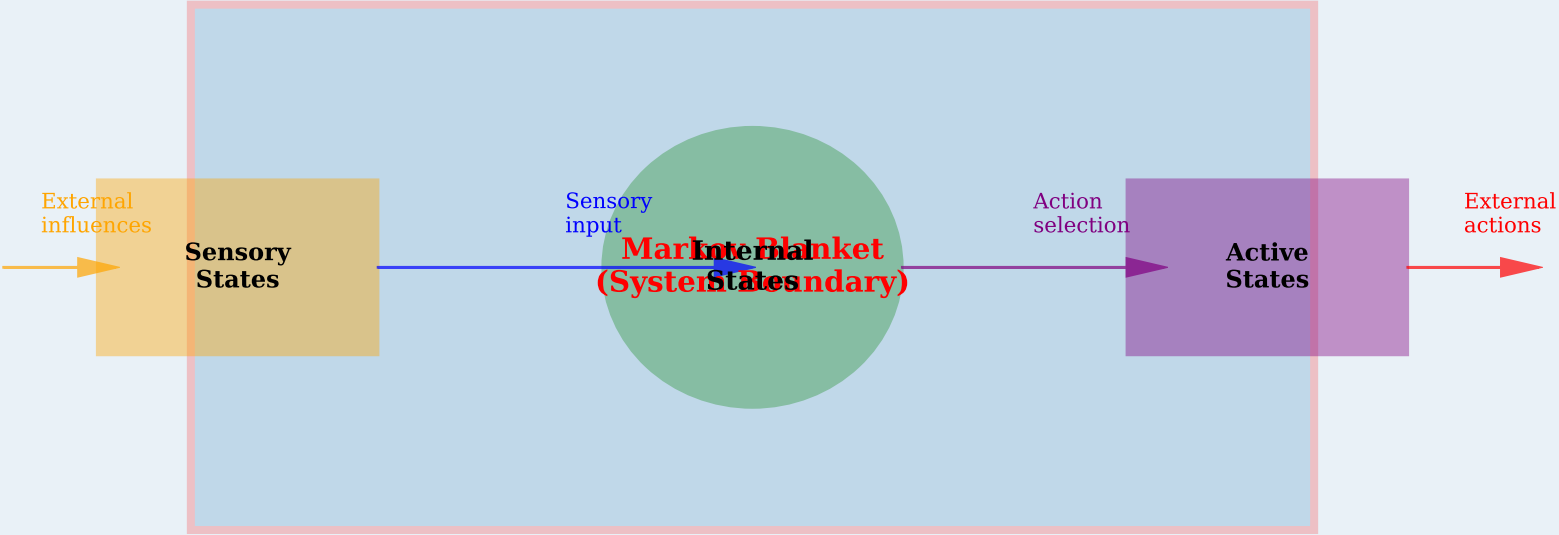 External
influences
Sensory
States
Sensory
input
Markov Blanket
(System Boundary)
Internal
States
Action
selection
Active
States
External
actions